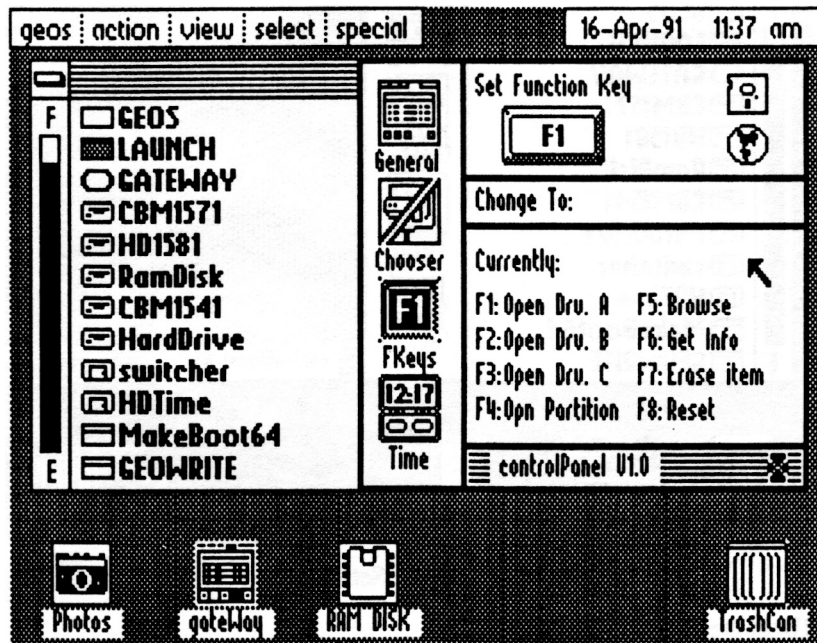 geos action view select special
16-Apr-91 11:37 am
F
E
GEOS
LAUNCH
GATEWAY
CBM1571
HD1581
RamDisk
CBM1541
HardDrive
switcher
HDTime
MakeBoot64
GEOWRITE
General
Chooser
F1
FKeys
12:17
Time
Set Function Key
F1
Change To:
Currently:
F1: Open Drv. A F5: Browse
F2: Open Drv. B F6: Get Info
F3: Open Drv. C F7: Erase item
F4: Opn Partition F8: Reset
controlPanel V1.0
Photos
gateWay
RAM DISK
TrashCan